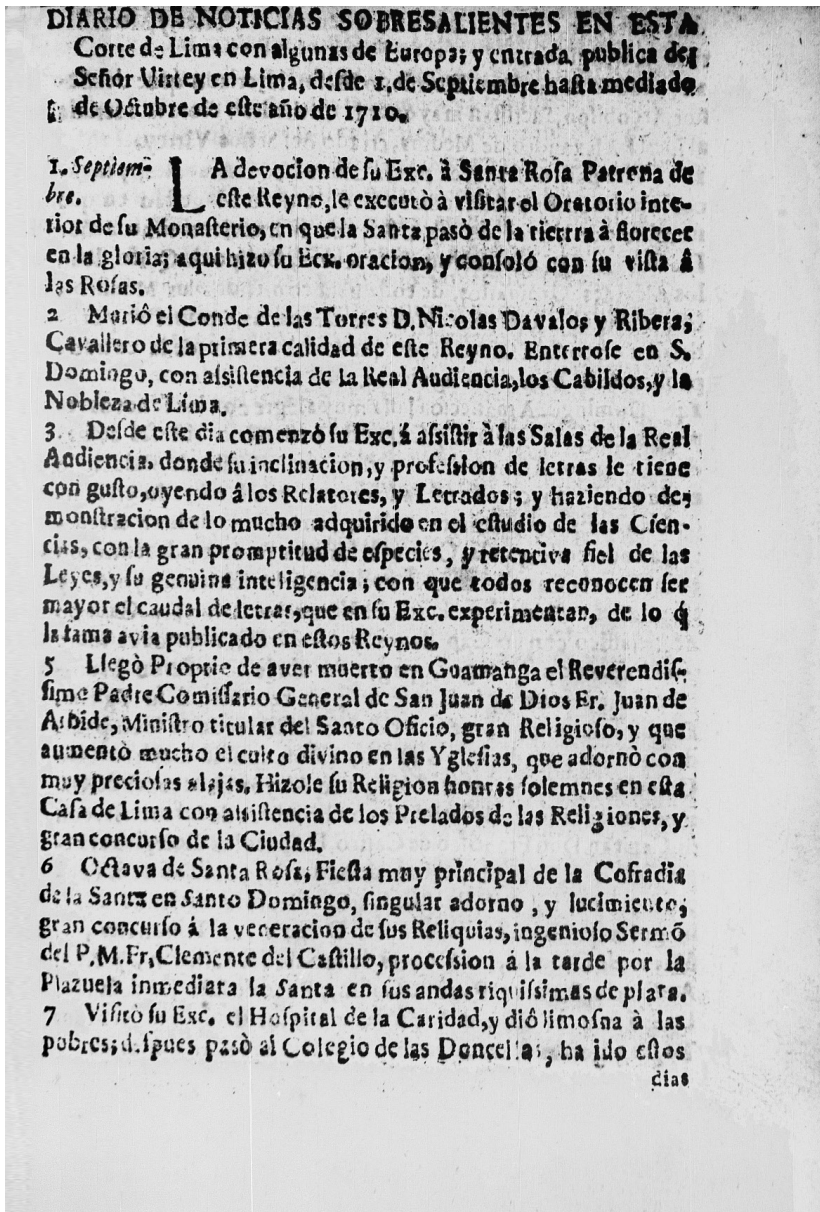 DIARIO DE NOTICIAS SOBRESALIENTES EN ESTA
Corte de Lima con algunas de Europa; y entrada publica del
Señor Virrey en Lima, desde 1. de Septiembre hasta mediado
de Octubre de este año de 1710.
1. Septiem- LA devocion de su Exc. à Santa Rosa Patrona de
bre. este Reyno, le executò à visitar el Oratorio inte-
rior de su Monasterio, en que la Santa pasò de la tierrra à florecer
en la gloria; aqui hizo su Ecx. oracion, y consoló con su vista á
las Rosas.
2 Murió el Conde de las Torres D. Nicolas Davalos y Ribera;
Cavallero de la primera calidad de este Reyno. Enterrose en S.
Domingo, con asistencia de la Real Audiencia, los Cabildos, y la
Nobleza de Lima.
3. Desde este dia comenzò su Exc. á assistir à las Salas de la Real
Audiencia, donde su inclinacion, y profession de letras le tiene
con gusto, oyendo á los Relatores, y Letrados; y haziendo de-
monstracion de lo mucho adquirido en el estudio de las Cíen-
cias, con la gran promptitud de especies, y retentiva fiel de las
Leyes, y su genuina inteligencia; con que todos reconocen ser
mayor el caudal de letras, que en su Exc. experimentan, de lo q̃
la fama avia publicado en estos Reynos.
5 Llegò Proprio de aver muerto en Guamanga el Reverendis-
simo Padre Comissario General de San Juan de Dios Fr. Juan de
Arbide, Ministro titular del Santo Oficio, gran Religioso, y que
aumentò mucho el culto divino en las Yglesias, que adornò con
muy preciosas alajas. Hizole su Religion honras solemnes en esta
Casa de Lima con assistencia de los Prelados de las Religiones, y
gran concurso de la Ciudad.
6 Octava de Santa Rosa; Fiesta muy principal de la Cofradia
de la Santa en Santo Domingo, singular adorno, y lucimiento;
gran concurso á la veneracion de sus Reliquias, ingenioso Sermõ
del P. M. Fr. Clemente del Castillo, procession á la tarde por la
Plazuela inmediata la Santa en sus andas riquissimas de plata.
7 Visitò su Exc. el Hospital de la Caridad, y dió limosna à las
pobres; despues pasò al Colegio de las Doncellas, ha ido estos
dias